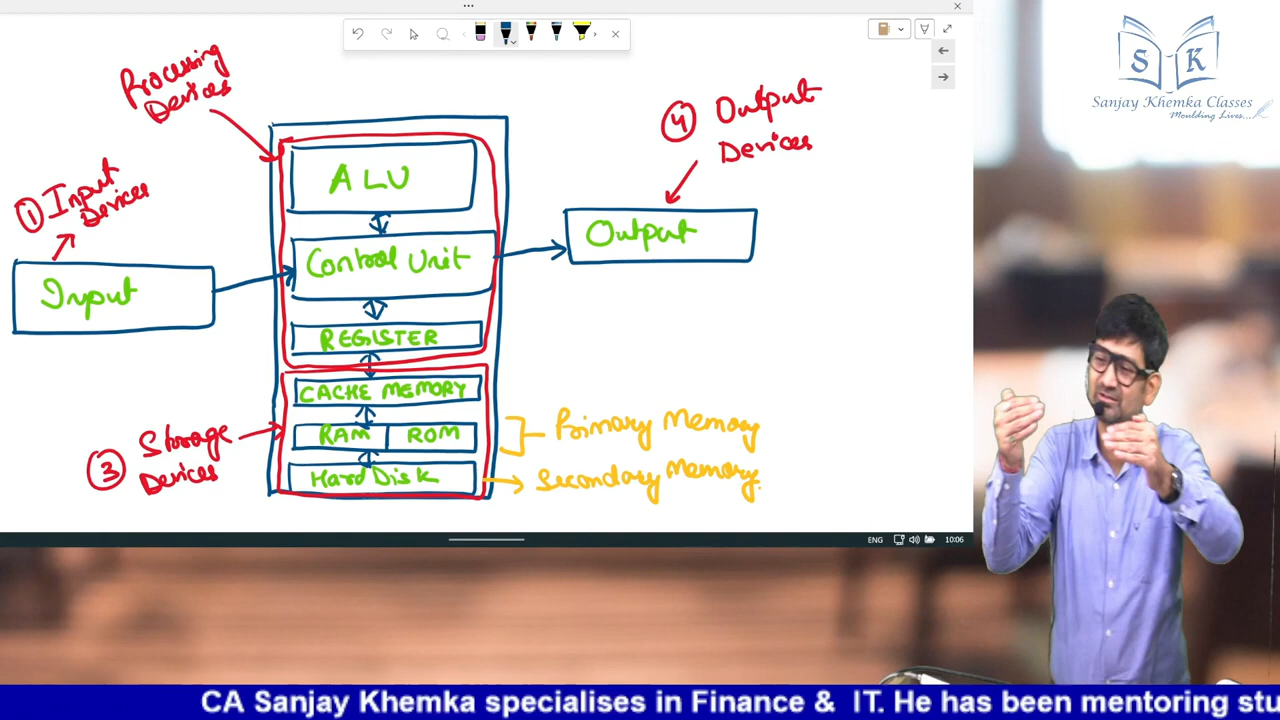 Processing
Devices
① Input
Devices
Input
ALU
Control Unit
REGISTER
CACHE MEMORY
RAM
ROM
Hard Disk
③ Storage
Devices
④ Output
Devices
Output
Primary Memory
Secondary Memory.
ENG
10:06
S K
Sanjay Khemka Classes
Moulding Lives...
CA Sanjay Khemka specialises in Finance & IT. He has been mentoring stu